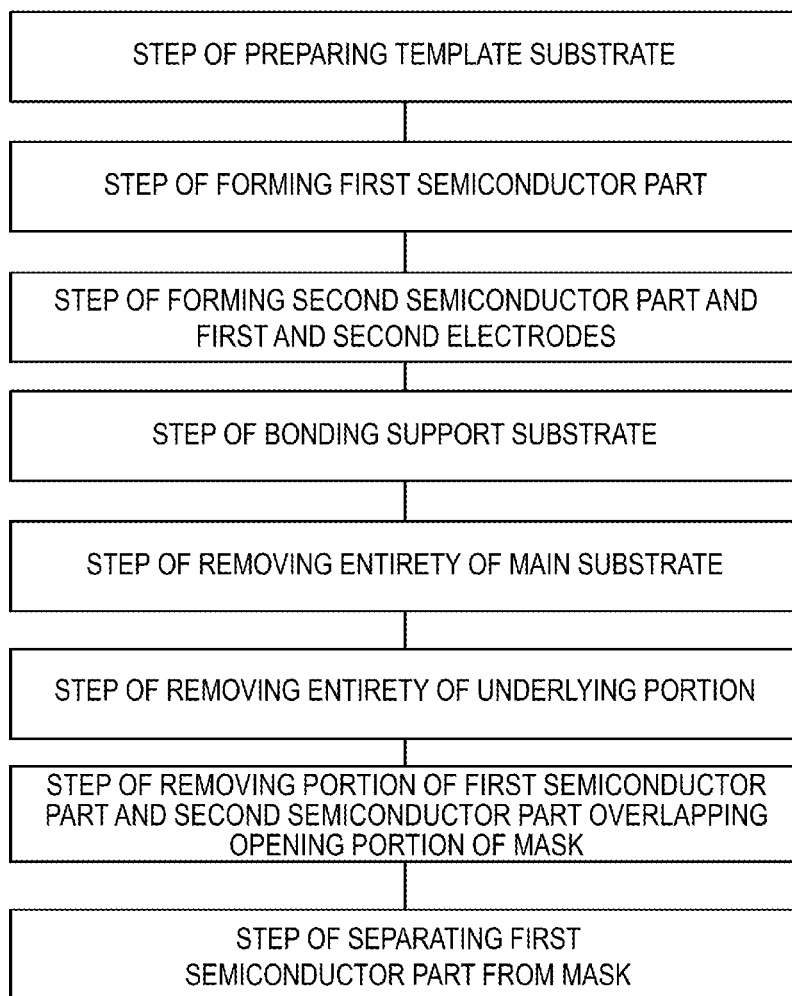 STEP OF PREPARING TEMPLATE SUBSTRATE
STEP OF FORMING FIRST SEMICONDUCTOR PART
STEP OF FORMING SECOND SEMICONDUCTOR PART AND
FIRST AND SECOND ELECTRODES
STEP OF BONDING SUPPORT SUBSTRATE
STEP OF REMOVING ENTIRETY OF MAIN SUBSTRATE
STEP OF REMOVING ENTIRETY OF UNDERLYING PORTION
STEP OF REMOVING PORTION OF FIRST SEMICONDUCTOR
PART AND SECOND SEMICONDUCTOR PART OVERLAPPING
OPENING PORTION OF MASK
STEP OF SEPARATING FIRST
SEMICONDUCTOR PART FROM MASK